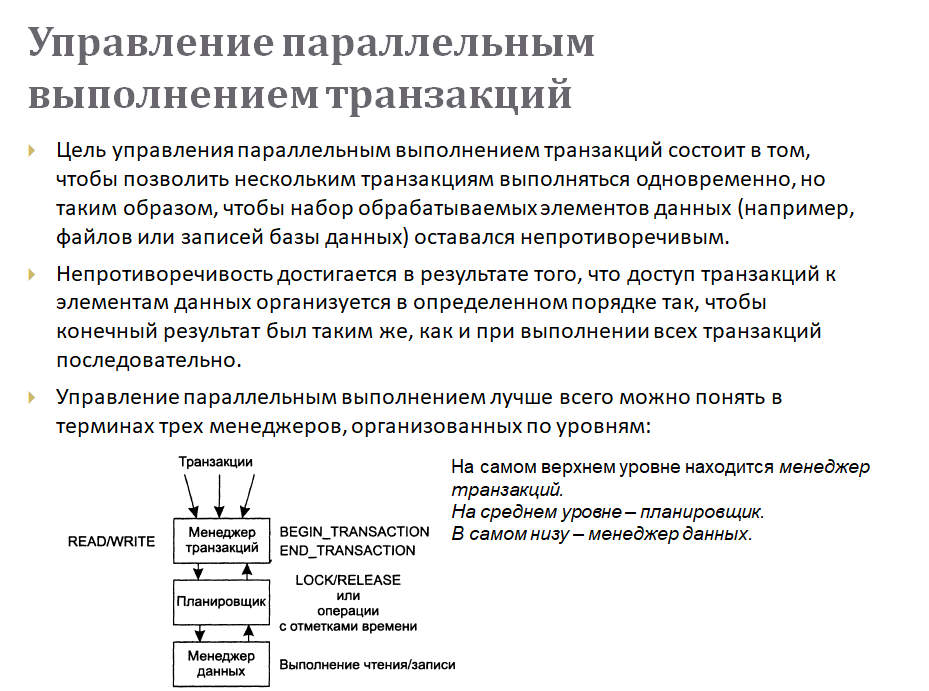 Управление параллельным
выполнением транзакций
Цель управления параллельным выполнением транзакций состоит в том,
чтобы позволить нескольким транзакциям выполняться одновременно, но
таким образом, чтобы набор обрабатываемых элементов данных (например,
файлов или записей базы данных) оставался непротиворечивым.
Непротиворечивость достигается в результате того, что доступ транзакций к
элементам данных организуется в определенном порядке так, чтобы
конечный результат был таким же, как и при выполнении всех транзакций
последовательно.
Управление параллельным выполнением лучше всего можно понять в
терминах трех менеджеров, организованных по уровням:
Транзакции
READ/WRITE
Менеджер
транзакций
BEGIN_TRANSACTION
END_TRANSACTION
LOCK/RELEASE
или
операции
с отметками времени
Планировщик
Менеджер
данных
Выполнение чтения/записи
На самом верхнем уровне находится менеджер
транзакций.
На среднем уровне – планировщик.
В самом низу – менеджер данных.